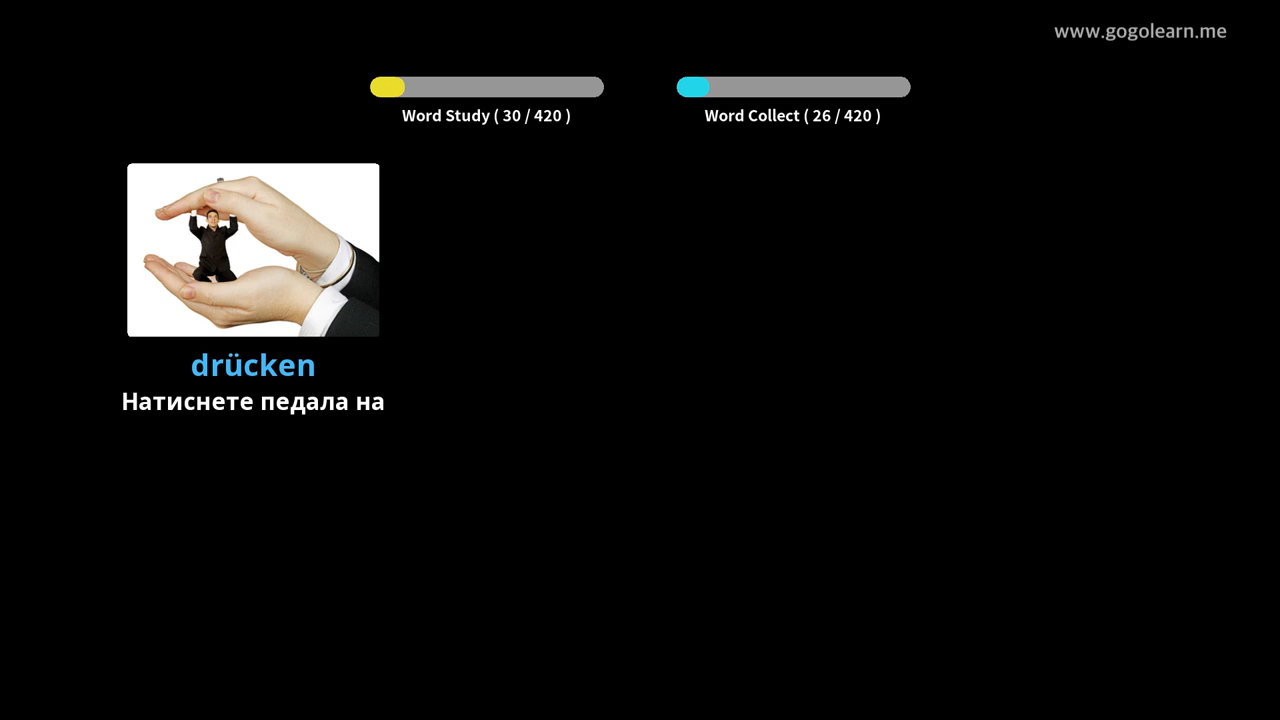 www.gogolearn.me
Word Study ( 30 / 420 )
Word Collect ( 26 / 420 )
drücken
Натиснете педала на